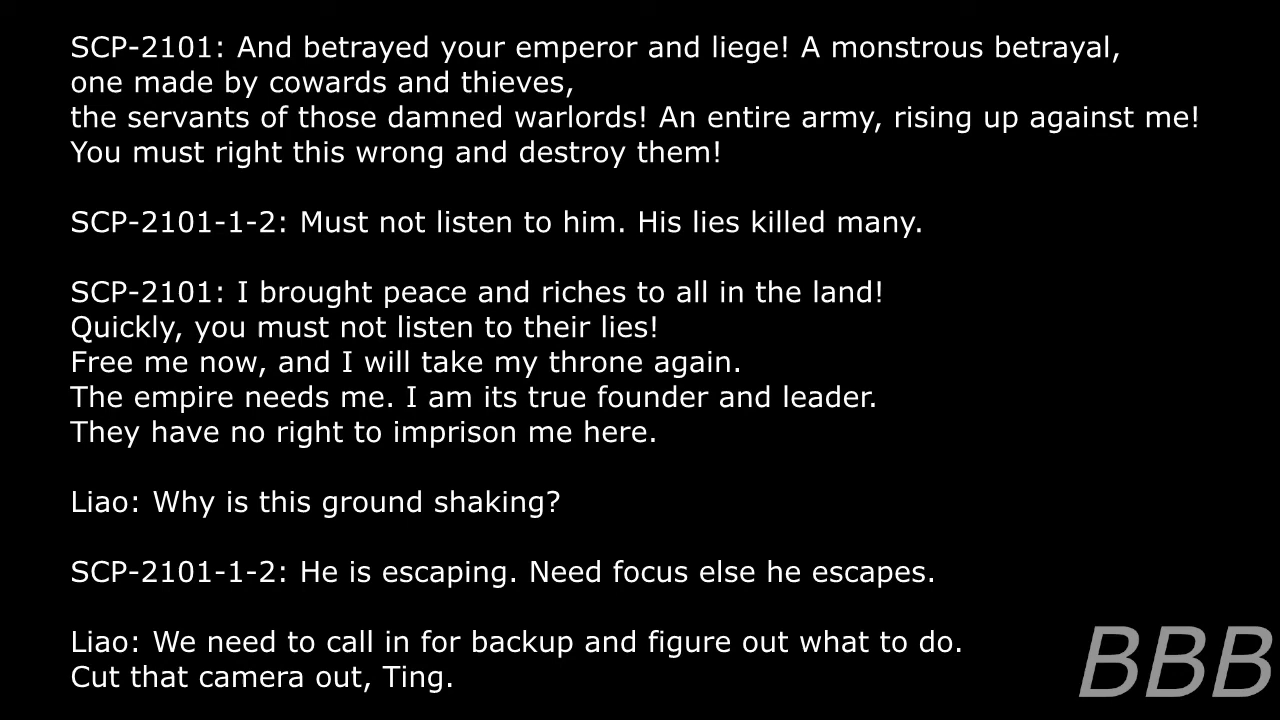 SCP-2101: And betrayed your emperor and liege! A monstrous betrayal,
one made by cowards and thieves,
the servants of those damned warlords! An entire army, rising up against me!
You must right this wrong and destroy them!
SCP-2101-1-2: Must not listen to him. His lies killed many.
SCP-2101: I brought peace and riches to all in the land!
Quickly, you must not listen to their lies!
Free me now, and I will take my throne again.
The empire needs me. I am its true founder and leader.
They have no right to imprison me here.
Liao: Why is this ground shaking?
SCP-2101-1-2: He is escaping. Need focus else he escapes.
Liao: We need to call in for backup and figure out what to do.
Cut that camera out, Ting.
BBB